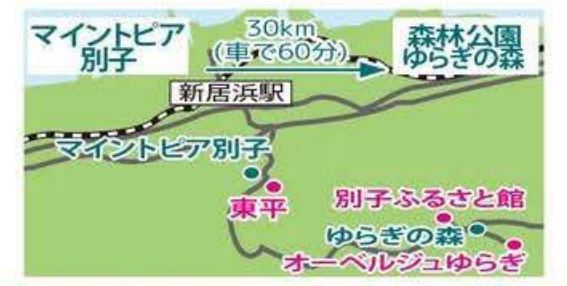 マイントピア
別子
30km
(車で60分)
森林公園
ゆらぎの森
新居浜駅
マイントピア別子
東平
別子ふるさと館
ゆらぎの森
オーベルジュゆらぎ